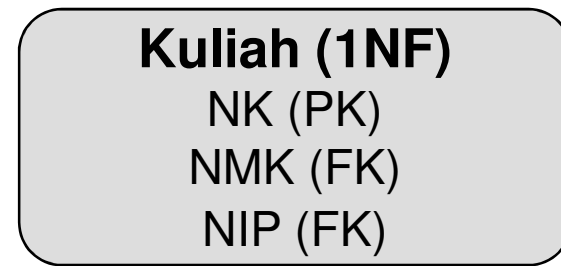 Kuliah (1NF)
NK (PK)
NMK (FK)
NIP (FK)